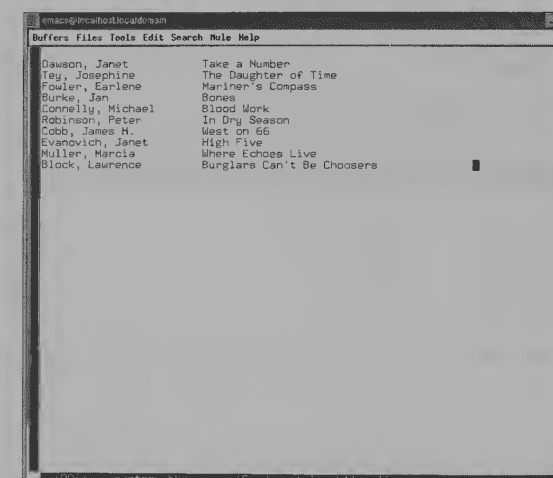 emacs@localhost.localdomain
Buffers Files Tools Edit Search Mule Help
Dawson, Janet Take a Number
Tey, Josephine The Daughter of Time
Fowler, Earlene Mariner's Compass
Burke, Jan Bones
Connelly, Michael Blood Work
Robinson, Peter In Dry Season
Cobb, James H. West on 66
Evanovich, Janet High Five
Muller, Marcia Where Echoes Live
Block, Lawrence Burglars Can't Be Choosers